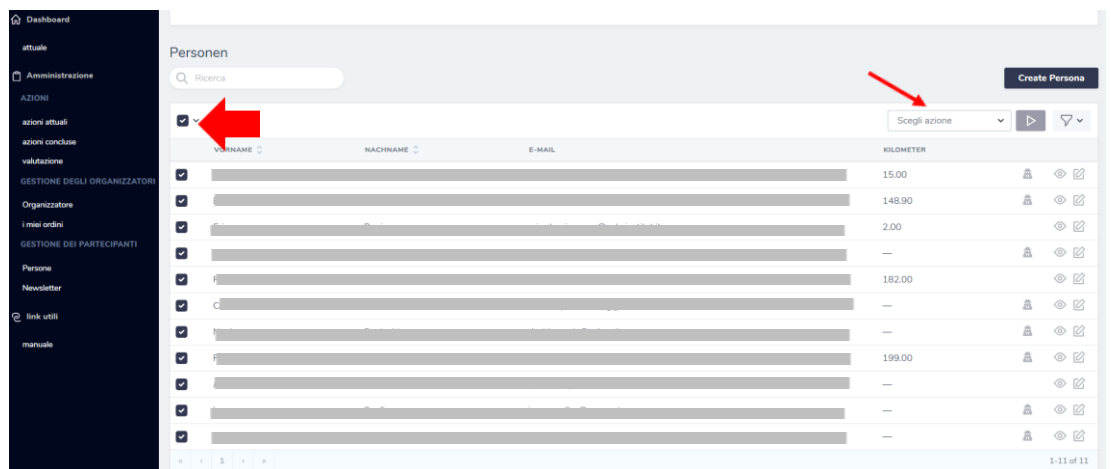 Dashboard
attuale
Amministrazione
AZIONI
azioni attuali
azioni concluse
valutazione
GESTIONE DEGLI ORGANIZZATORI
Organizzatore
i miei ordini
GESTIONE DEI PARTECIPANTI
Persone
Newsletter
link utili
manuale
Personen
Ricerca
Create Persona
Scegli azione
VORNAME NACHNAME E-MAIL KILOMETER
15.00
148.90
2.00
—
182.00
—
—
199.00
—
—
—
« ‹ 1 › »
1-11 of 11